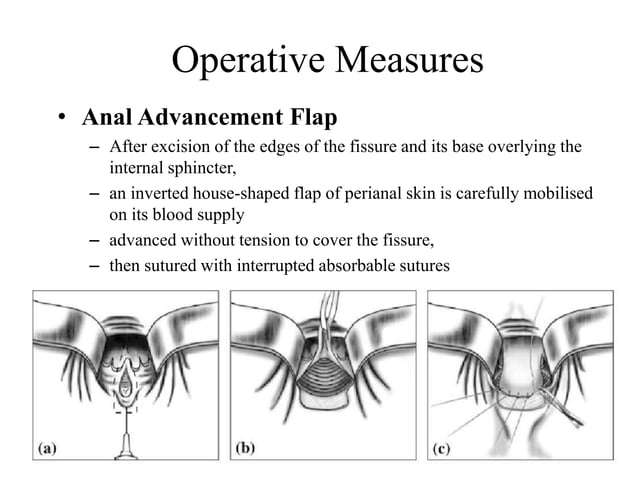 Operative Measures
• Anal Advancement Flap
– After excision of the edges of the fissure and its base overlying the
internal sphincter,
– an inverted house-shaped flap of perianal skin is carefully mobilised
on its blood supply
– advanced without tension to cover the fissure,
– then sutured with interrupted absorbable sutures
(a) (b) (c)